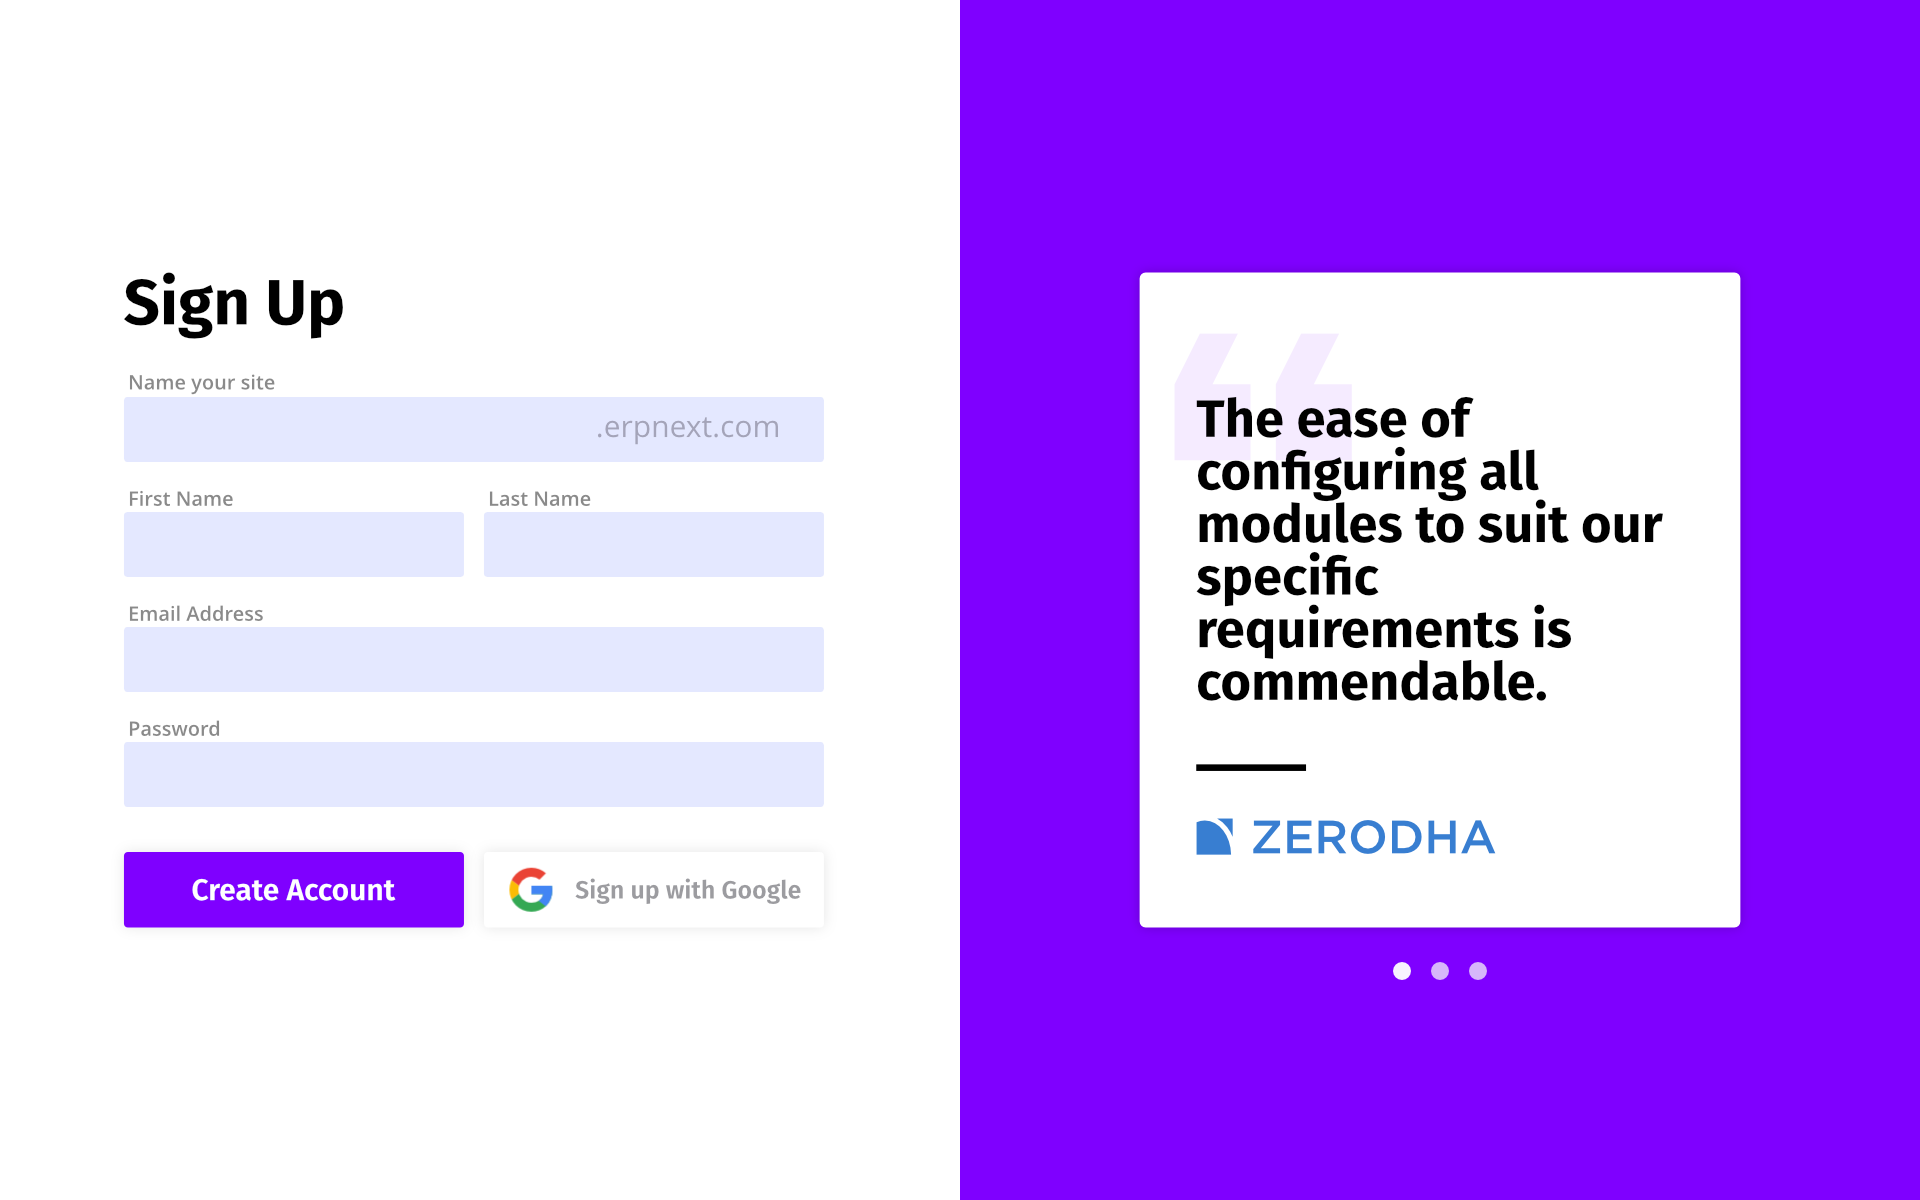 Sign Up
Name your site
.erpnext.com
First Name
Last Name
Email Address
Password
Create Account
Sign up with Google
“
The ease of
configuring all
modules to suit our
specific
requirements is
commendable.
ZERODHA